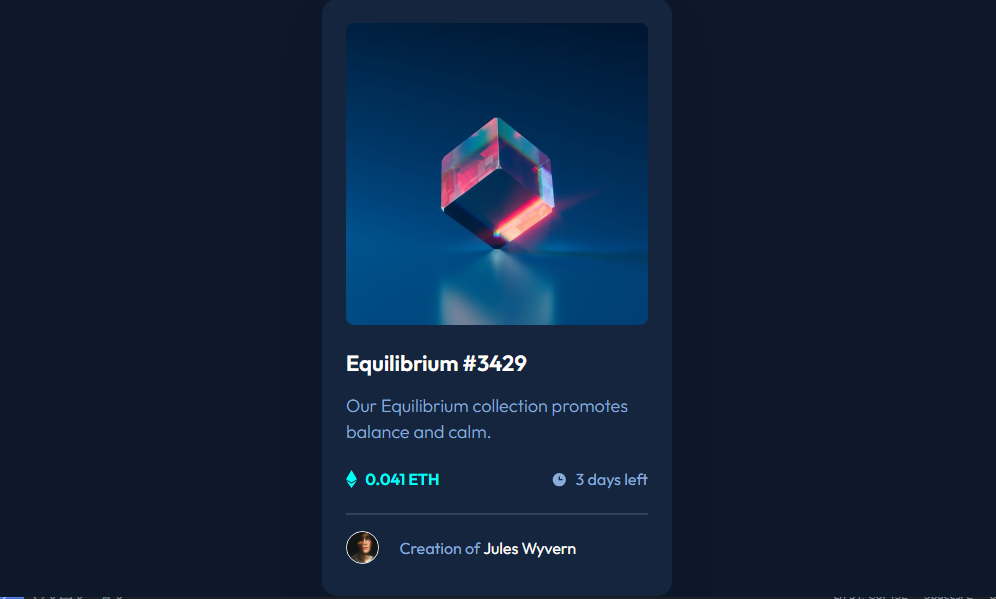 Equilibrium #3429
Our Equilibrium collection promotes
balance and calm.
0.041 ETH
3 days left
Creation of Jules Wyvern